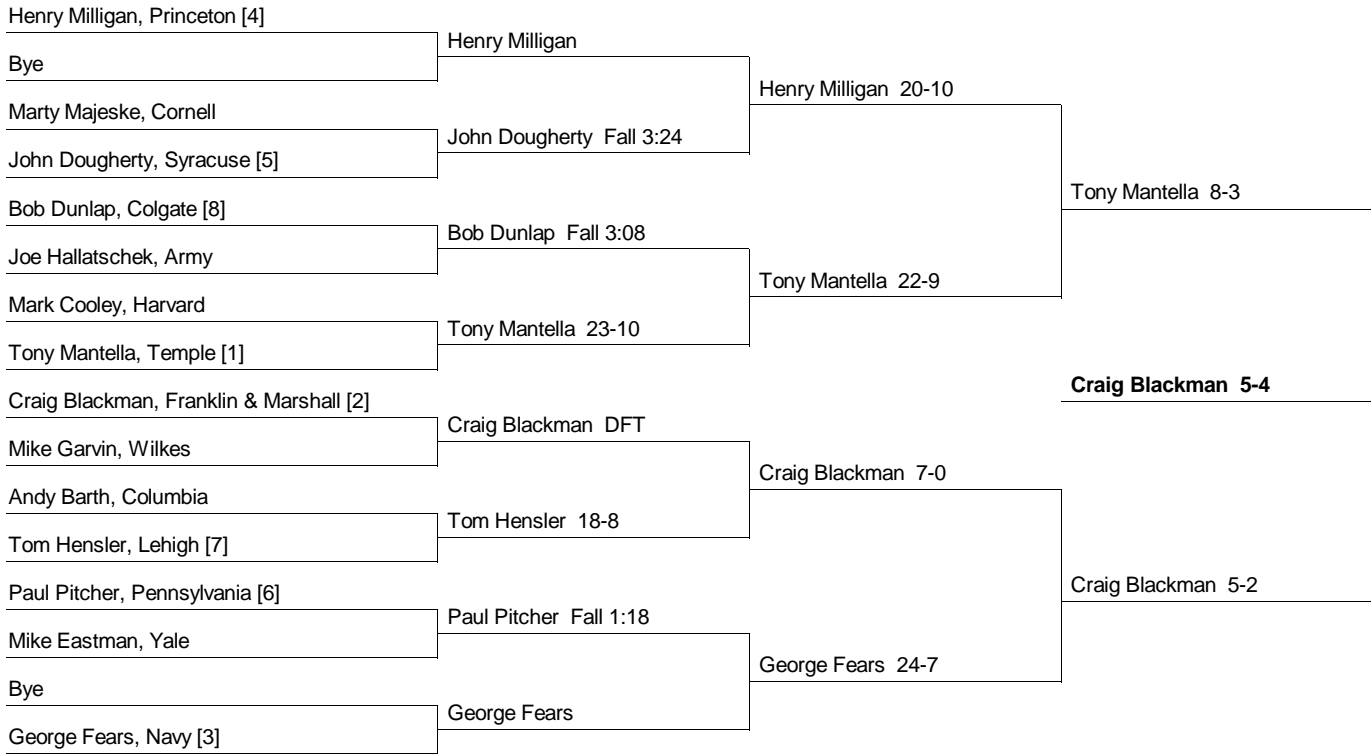 Henry Milligan, Princeton [4]
Bye
Marty Majeske, Cornell
John Dougherty, Syracuse [5]
Bob Dunlap, Colgate [8]
Joe Hallatschek, Army
Mark Cooley, Harvard
Tony Mantella, Temple [1]
Craig Blackman, Franklin & Marshall [2]
Mike Garvin, Wilkes
Andy Barth, Columbia
Tom Hensler, Lehigh [7]
Paul Pitcher, Pennsylvania [6]
Mike Eastman, Yale
Bye
George Fears, Navy [3]
Henry Milligan
John Dougherty Fall 3:24
Bob Dunlap Fall 3:08
Tony Mantella 23-10
Craig Blackman DFT
Tom Hensler 18-8
Paul Pitcher Fall 1:18
George Fears
Henry Milligan 20-10
Tony Mantella 22-9
Craig Blackman 7-0
George Fears 24-7
Tony Mantella 8-3
Craig Blackman 5-4
Craig Blackman 5-2